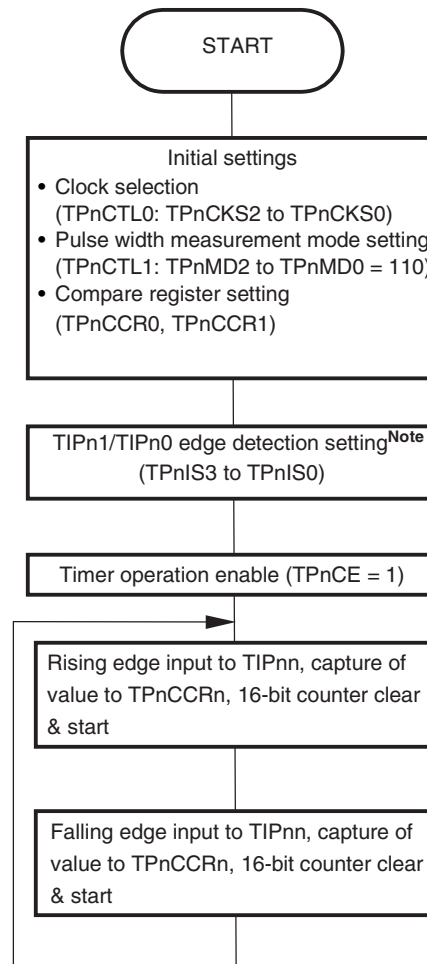 START
Initial settings
• Clock selection
(TPnCTL0: TPnCKS2 to TPnCKS0)
• Pulse width measurement mode setting
(TPnCTL1: TPnMD2 to TPnMD0 = 110)
• Compare register setting
(TPnCCR0, TPnCCR1)
TIPn1/TIPn0 edge detection setting Note
(TPnIS3 to TPnIS0)
Timer operation enable (TPnCE = 1)
Rising edge input to TIPnn, capture of
value to TPnCCRn, 16-bit counter clear
& start
Falling edge input to TIPnn, capture of
value to TPnCCRn, 16-bit counter clear
& start